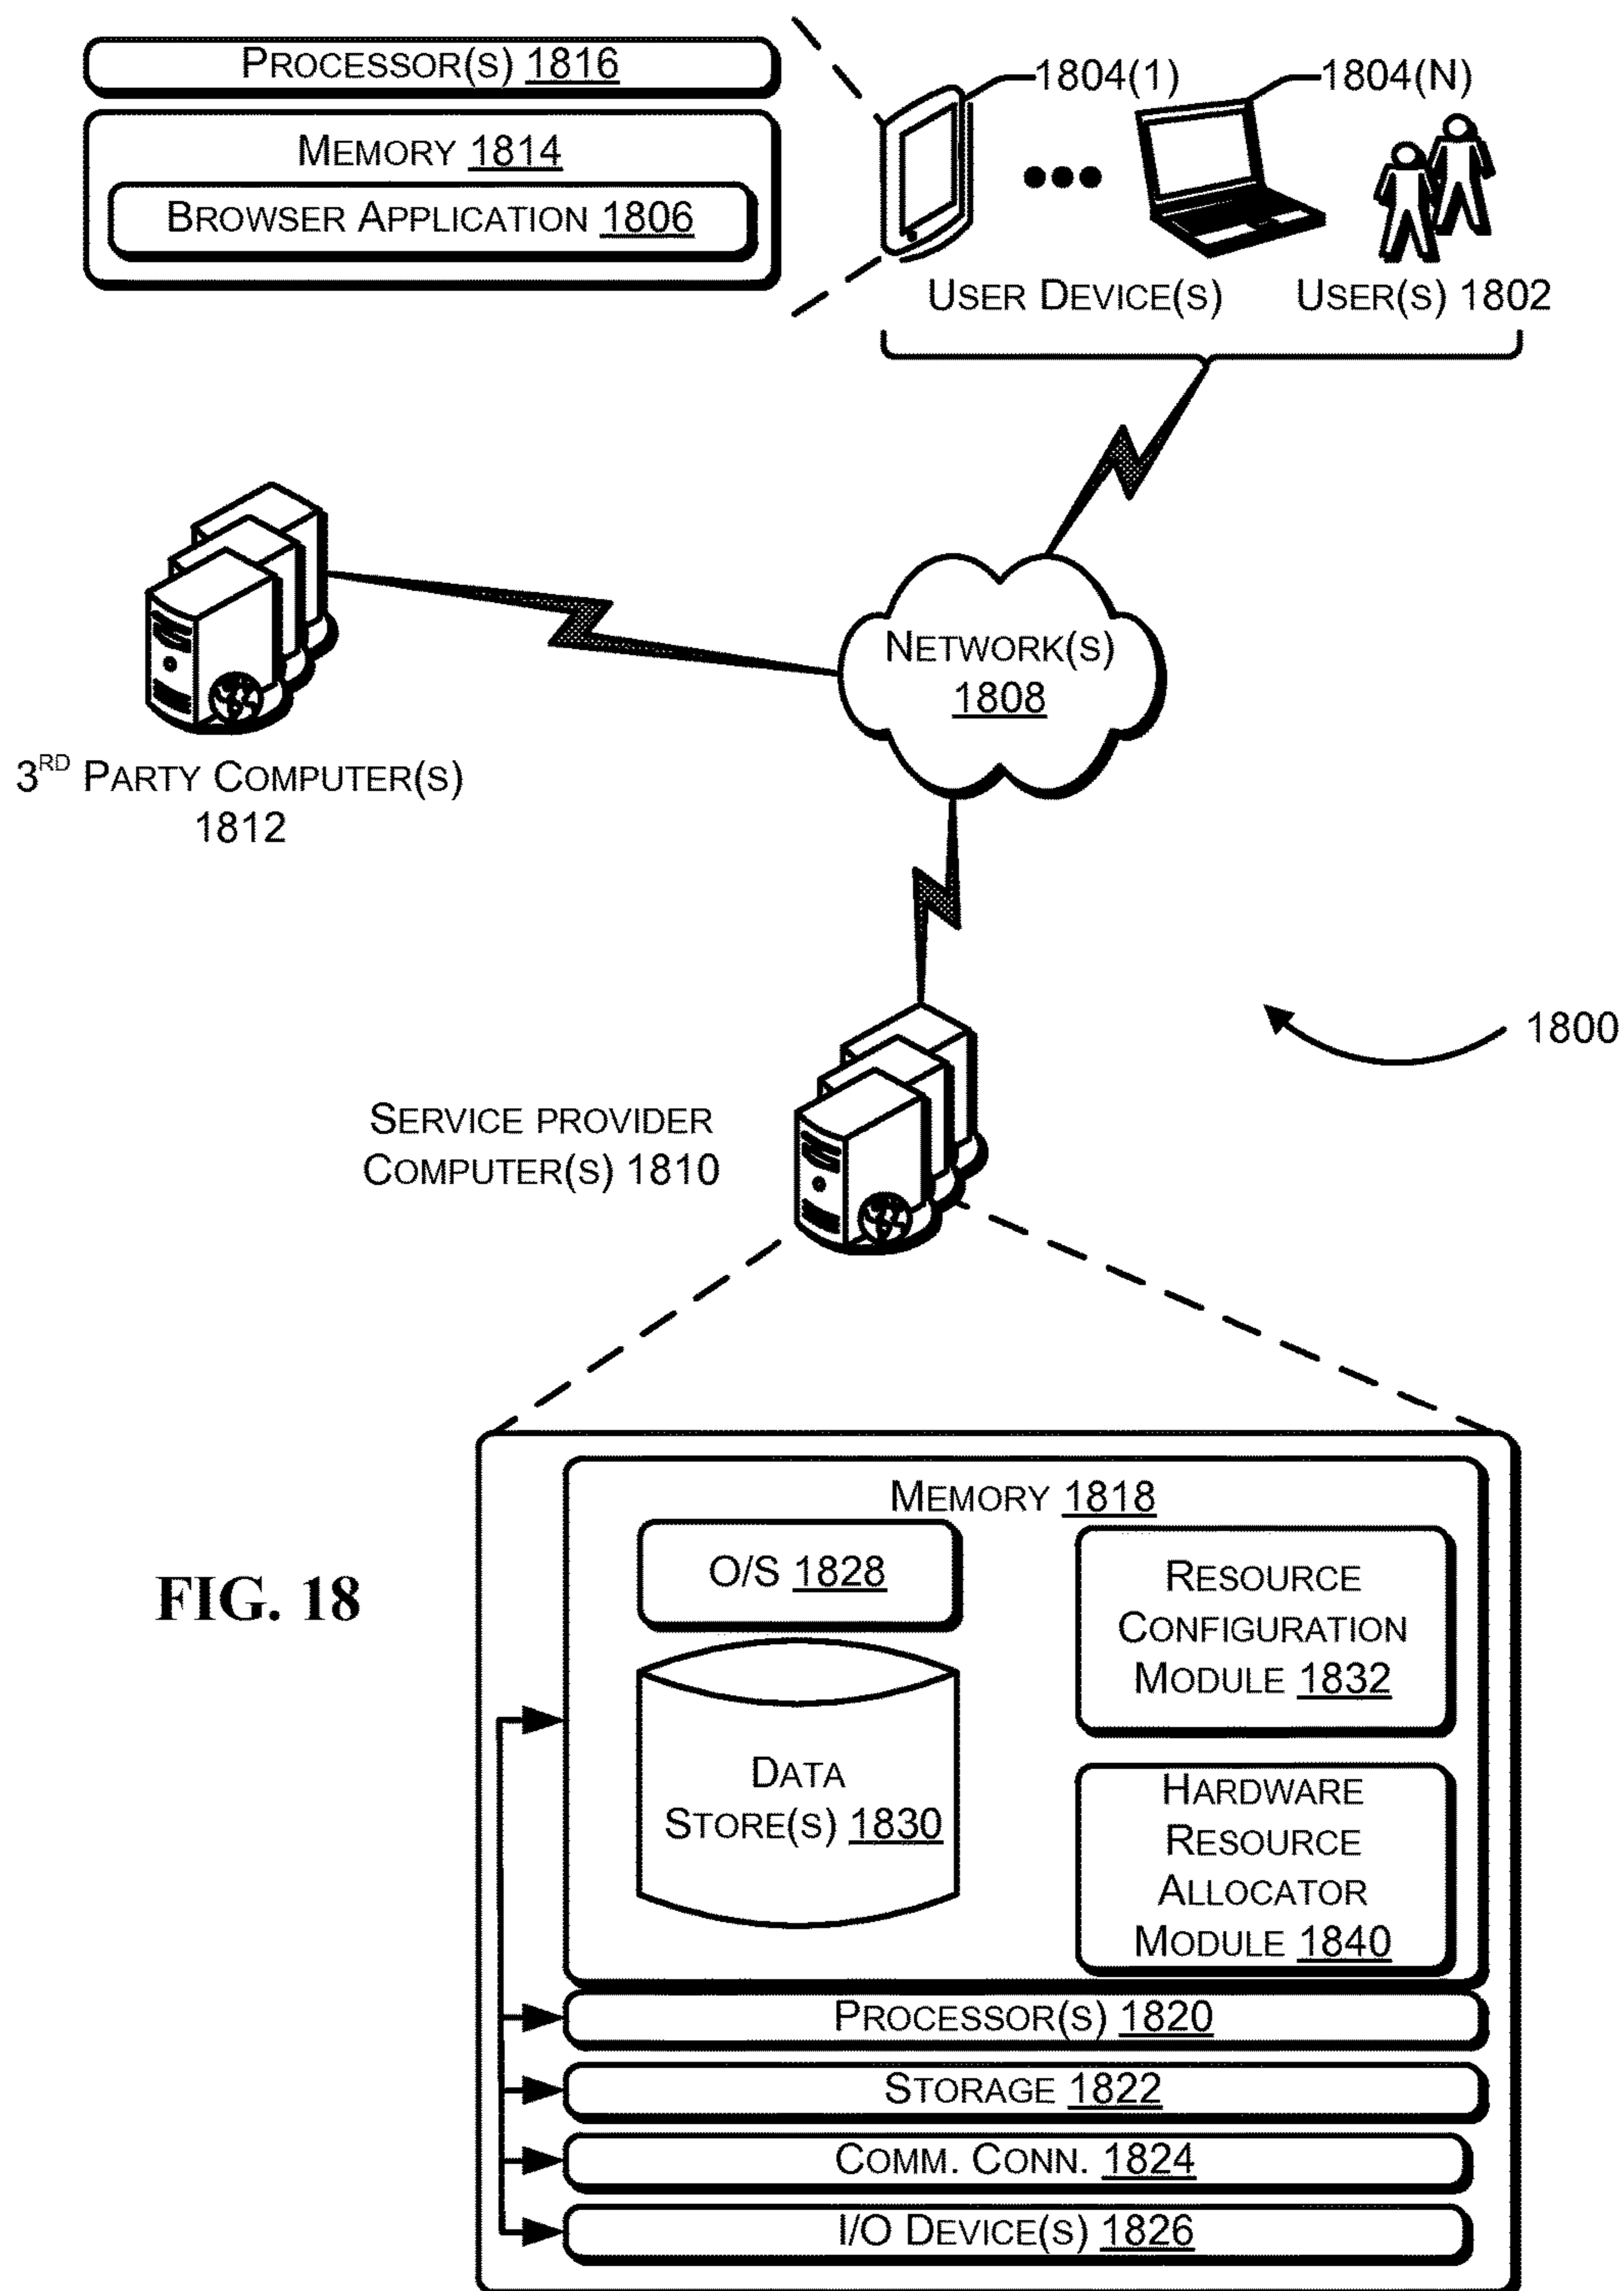 PROCESSOR(S) 1816
MEMORY 1814
BROWSER APPLICATION 1806
1804(1)
1804(N)
USER DEVICE(S)
USER(S) 1802
NETWORK(S)
1808
3RD PARTY COMPUTER(S)
1812
1800
SERVICE PROVIDER
COMPUTER(S) 1810
FIG. 18
MEMORY 1818
O/S 1828
DATA
STORE(S) 1830
RESOURCE
CONFIGURATION
MODULE 1832
HARDWARE
RESOURCE
ALLOCATOR
MODULE 1840
PROCESSOR(S) 1820
STORAGE 1822
COMM. CONN. 1824
I/O DEVICE(S) 1826